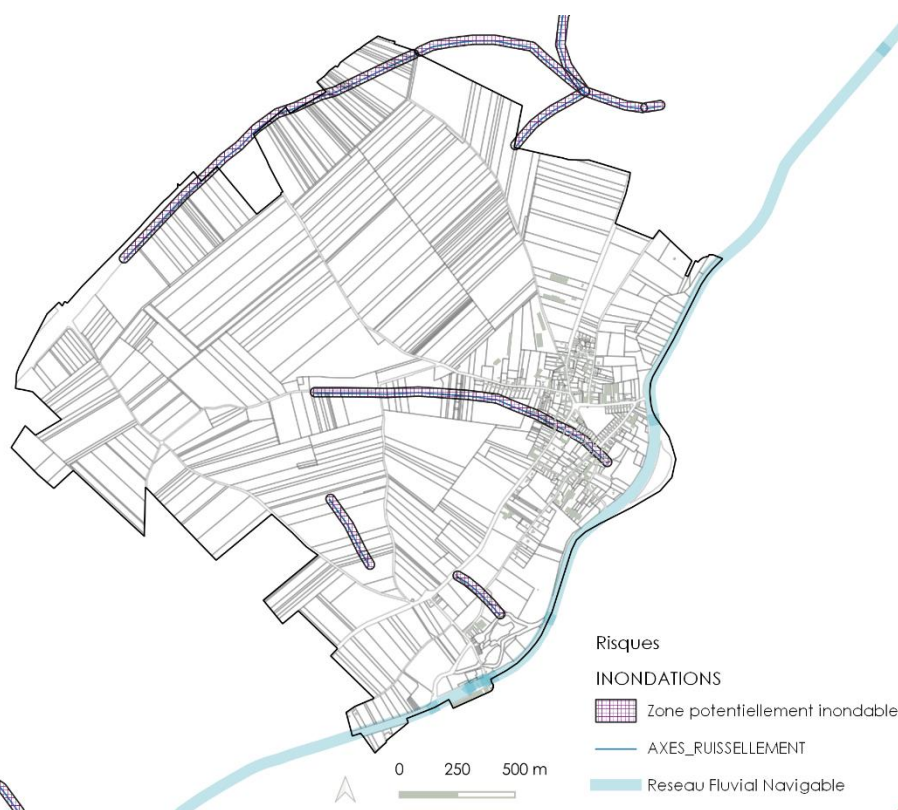 Risques
INONDATIONS
Zone potentiellement inondable
AXES_RUISSELLEMENT
Reseau Fluvial Navigable
0 250 500 m